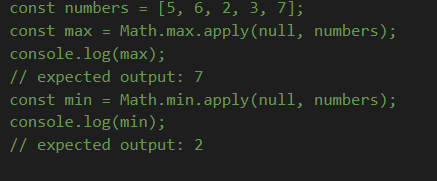 const numbers = [5, 6, 2, 3, 7];
const max = Math.max.apply(null, numbers);
console.log(max);
// expected output: 7
const min = Math.min.apply(null, numbers);
console.log(min);
// expected output: 2